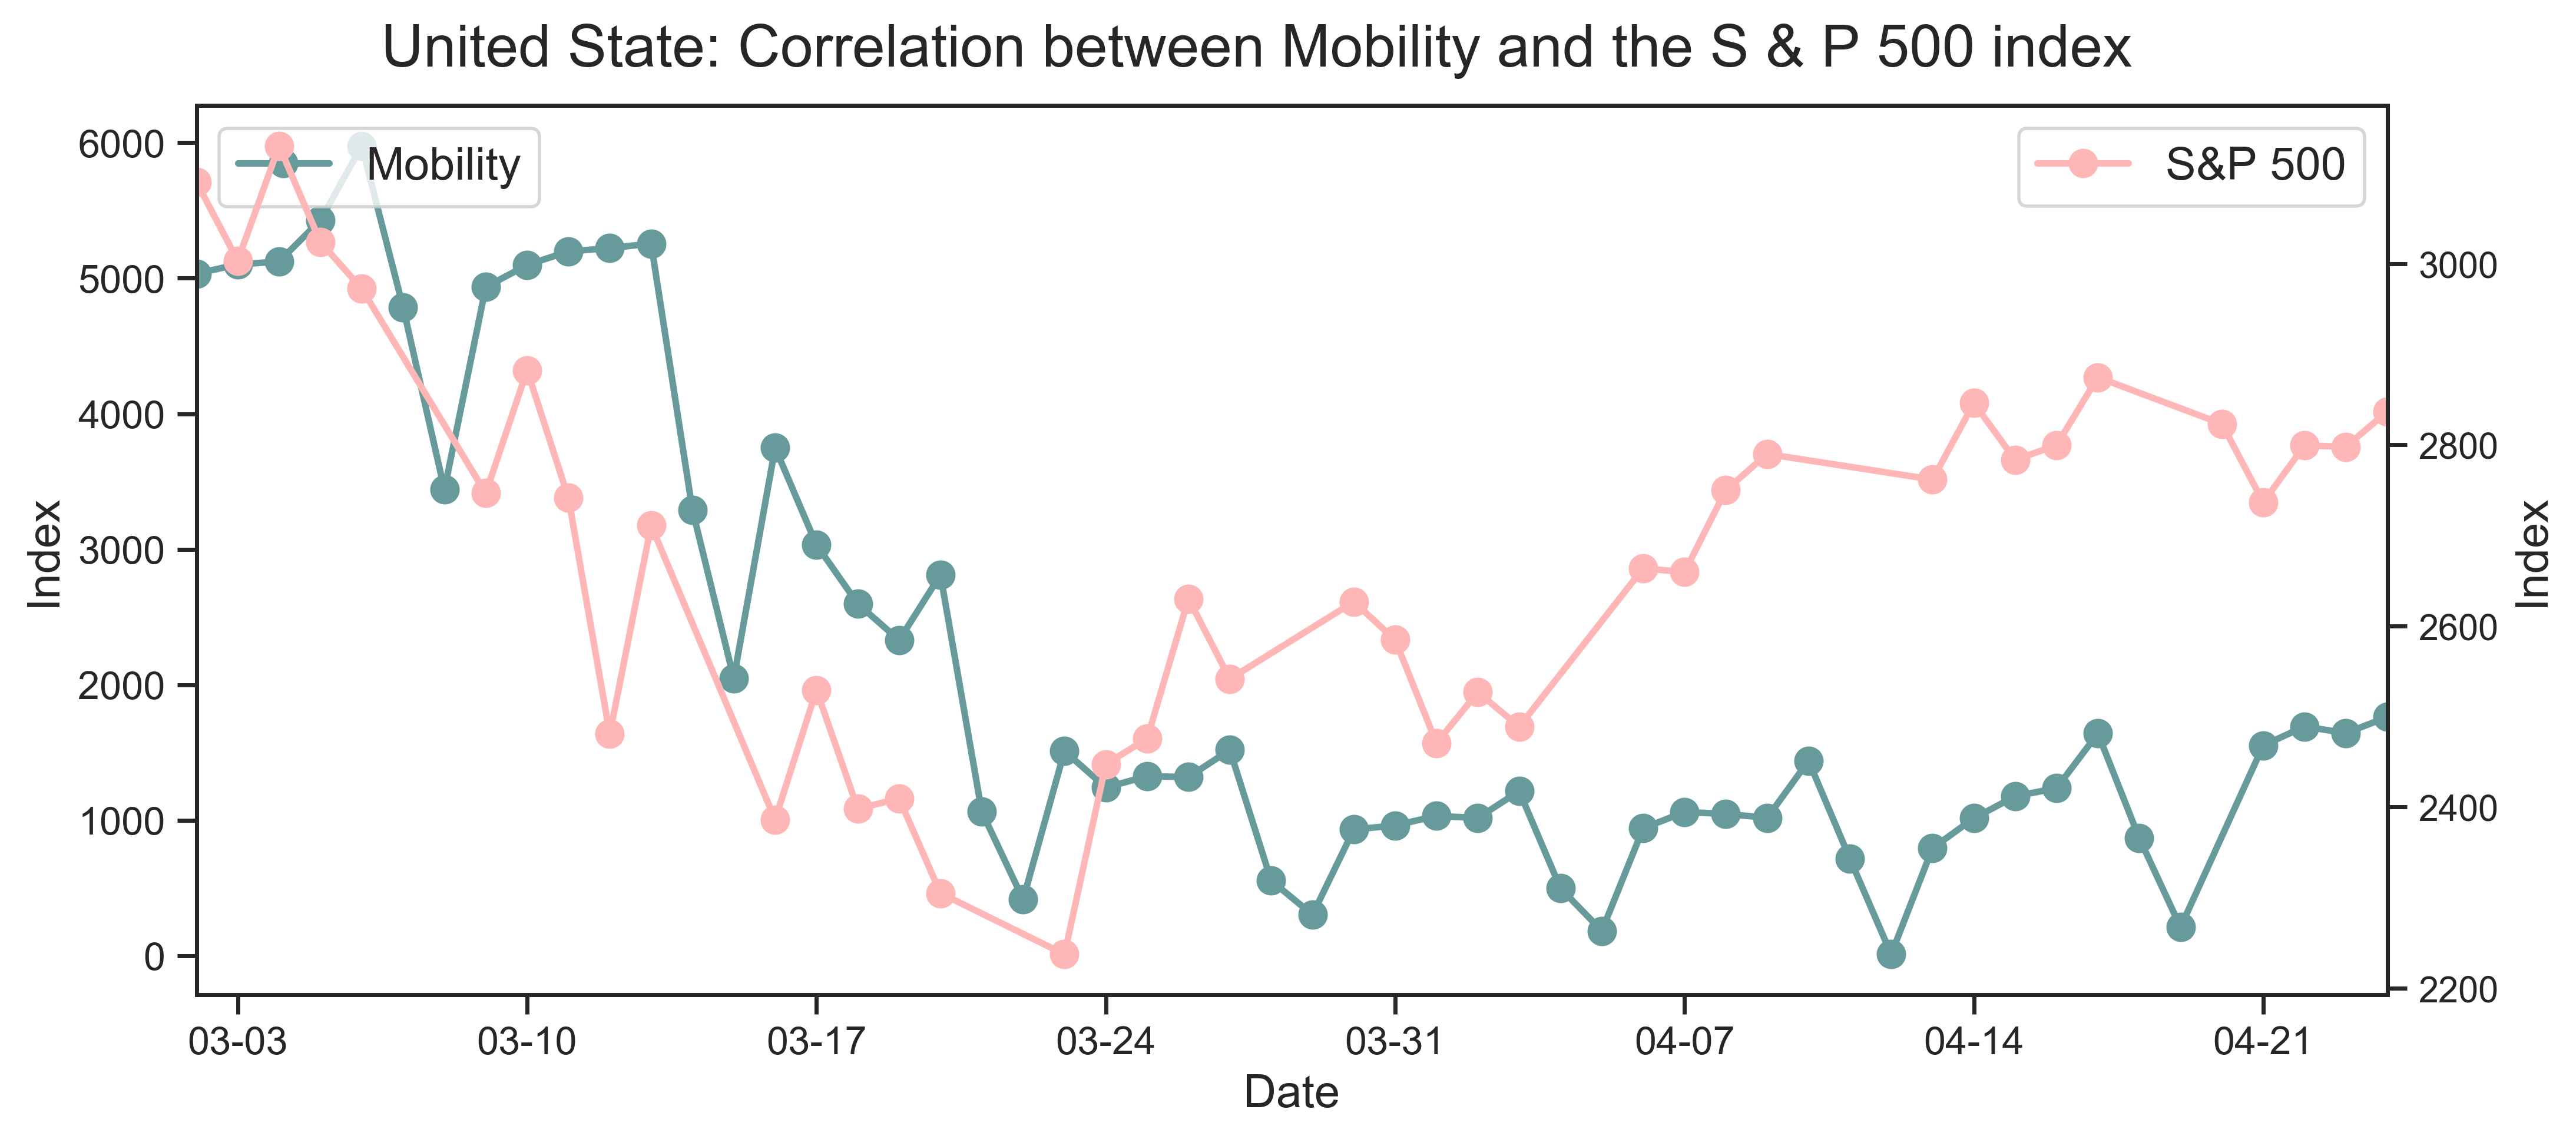 United State: Correlation between Mobility and the S & P 500 index
Mobility
S&P 500
Index
6000
5000
4000
3000
2000
1000
0
3000
2800
2600
2400
2200
Index
03-03 03-10 03-17 03-24 03-31 04-07 04-14 04-21
Date